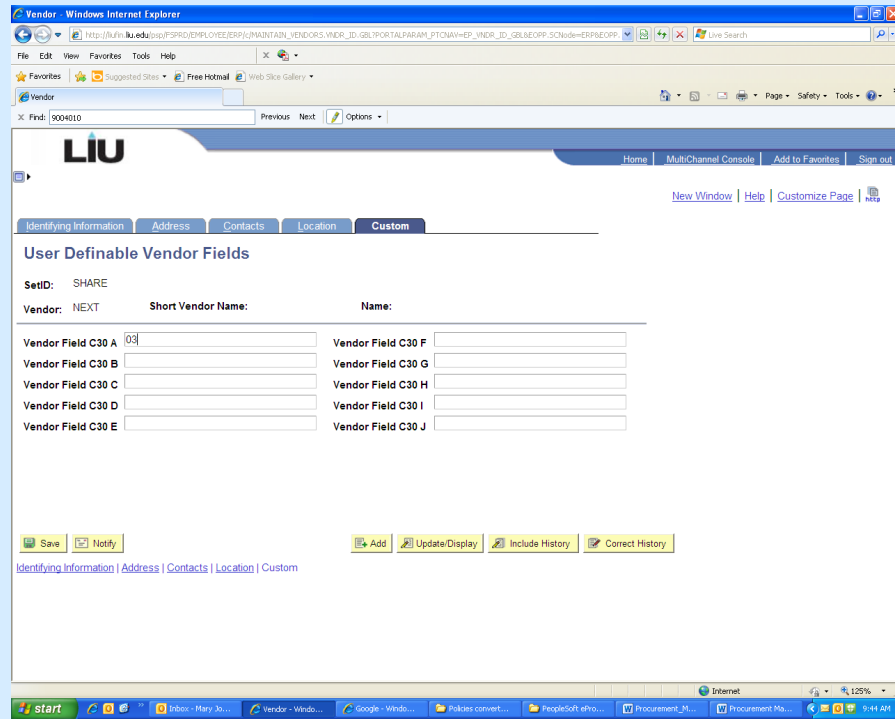 Vendor - Windows Internet Explorer
http://liufin.liu.edu/psp/FSPRD/EMPLOYEE/ERP/c/MAINTAIN_VENDORS.VNDR_ID.GBL?PORTALPARAM_PTCNAV=EP_VNDR_ID_GBL&EOPP.SCNode=ERP&EOPP. Live Search
File Edit View Favorites Tools Help
Favorites Suggested Sites Free Hotmail Web Slice Gallery
Vendor Page Safety Tools
Find: 9004010 Previous Next Options
LIU
Home MultiChannel Console Add to Favorites Sign out
New Window | Help | Customize Page | http
Identifying Information Address Contacts Location Custom
User Definable Vendor Fields
SetID: SHARE
Vendor: NEXT Short Vendor Name: Name:
Vendor Field C30 A 03 Vendor Field C30 F
Vendor Field C30 B Vendor Field C30 G
Vendor Field C30 C Vendor Field C30 H
Vendor Field C30 D Vendor Field C30 I
Vendor Field C30 E Vendor Field C30 J
Save Notify Add Update/Display Include History Correct History
Identifying Information | Address | Contacts | Location | Custom
Internet 125%
start Inbox - Mary Jo... Vendor - Windo... Google - Windo... Policies convert... PeopleSoft ePro... Procurement_M... Procurement Ma... 9:44 AM